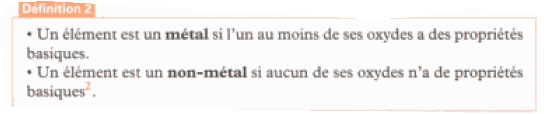 Définition 2
• Un élément est un métal si l'un au moins de ses oxydes a des propriétés
basiques.
• Un élément est un non-métal si aucun de ses oxydes n'a de propriétés
basiques².